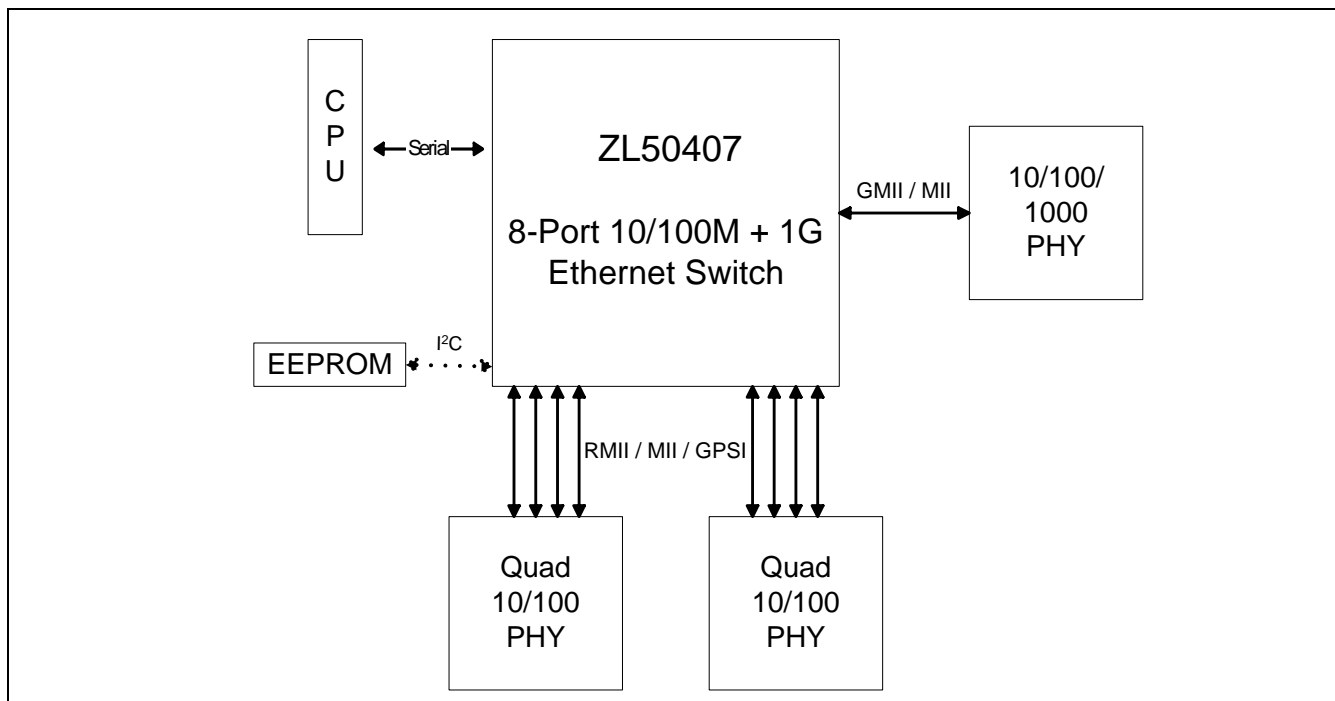 C
P
U
Serial
ZL50407
8-Port 10/100M + 1G
Ethernet Switch
GMII / MII
10/100/
1000
PHY
EEPROM
I²C
RMII / MII / GPSI
Quad
10/100
PHY
Quad
10/100
PHY